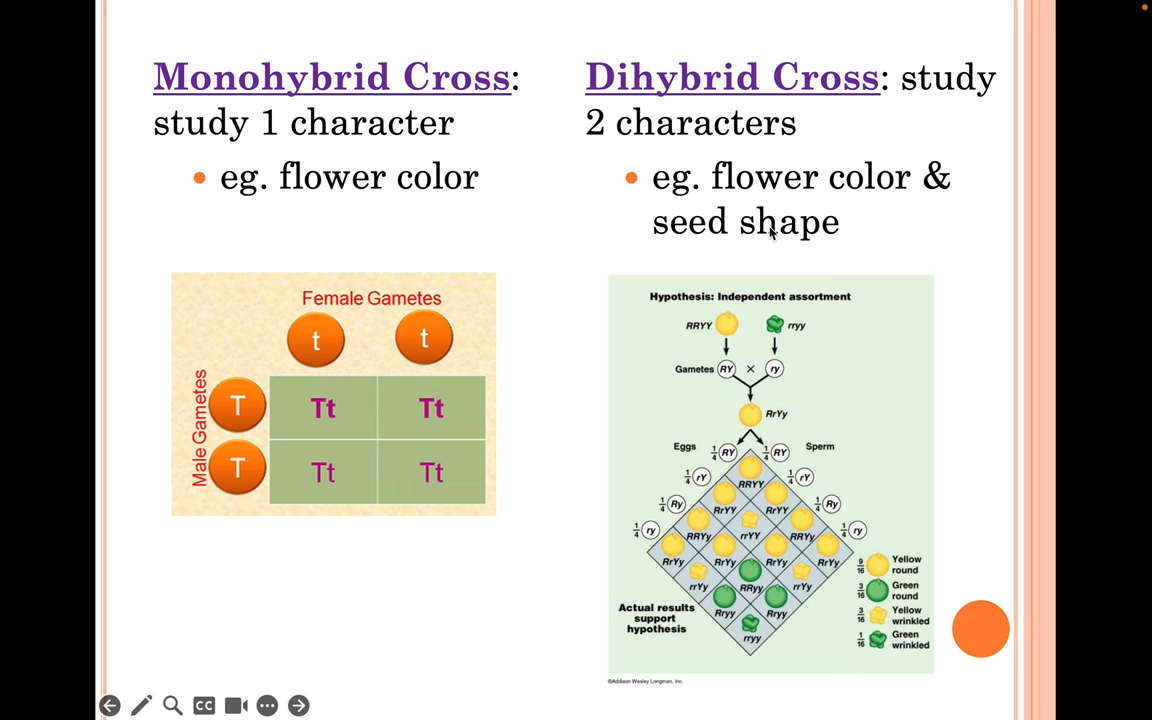 Monohybrid Cross:
study 1 character
• eg. flower color
Dihybrid Cross: study
2 characters
• eg. flower color &
seed shape
Female Gametes
t t
Male Gametes
T Tt Tt
T Tt Tt
Hypothesis: Independent assortment
RRYY rryy
Gametes RY × ry
RrYy
Eggs 1/4 RY 1/4 RY Sperm
1/4 rY RRYY 1/4 rY
1/4 Ry RrYY RrYY 1/4 Ry
1/4 ry RRYy rrYY RRYy 1/4 ry
RrYy RrYy RrYy RrYy
rrYy RRyy rrYy
Rryy Rryy
rryy
Actual results
support
hypothesis
9/16 Yellow
round
3/16 Green
round
3/16 Yellow
wrinkled
1/16 Green
wrinkled
©Addison Wesley Longman, Inc.
CC